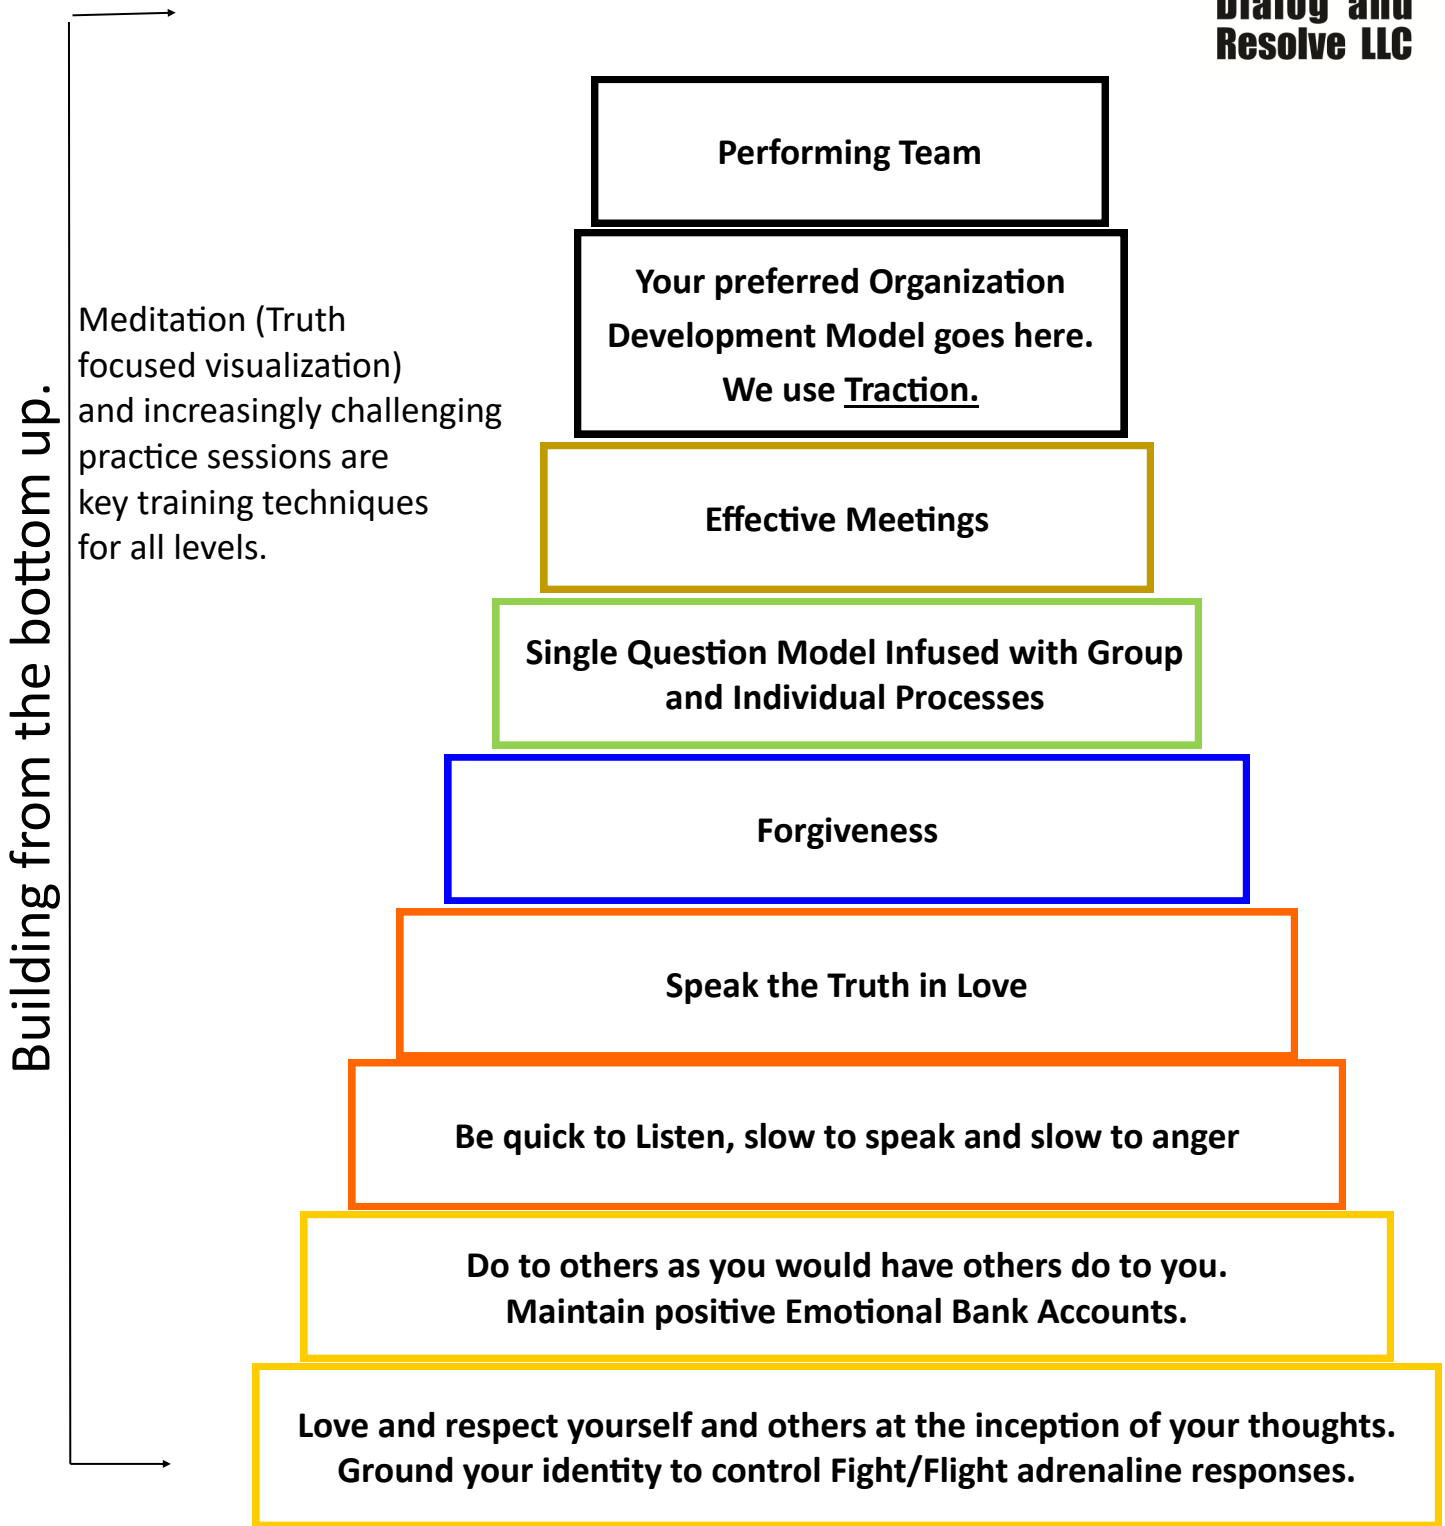 Dialog and
Resolve LLC
Performing Team
Your preferred Organization
Development Model goes here.
We use Traction.
Meditation (Truth
focused visualization)
and increasingly challenging
practice sessions are
key training techniques
for all levels.
Building from the bottom up.
Effective Meetings
Single Question Model Infused with Group
and Individual Processes
Forgiveness
Speak the Truth in Love
Be quick to Listen, slow to speak and slow to anger
Do to others as you would have others do to you.
Maintain positive Emotional Bank Accounts.
Love and respect yourself and others at the inception of your thoughts.
Ground your identity to control Fight/Flight adrenaline responses.